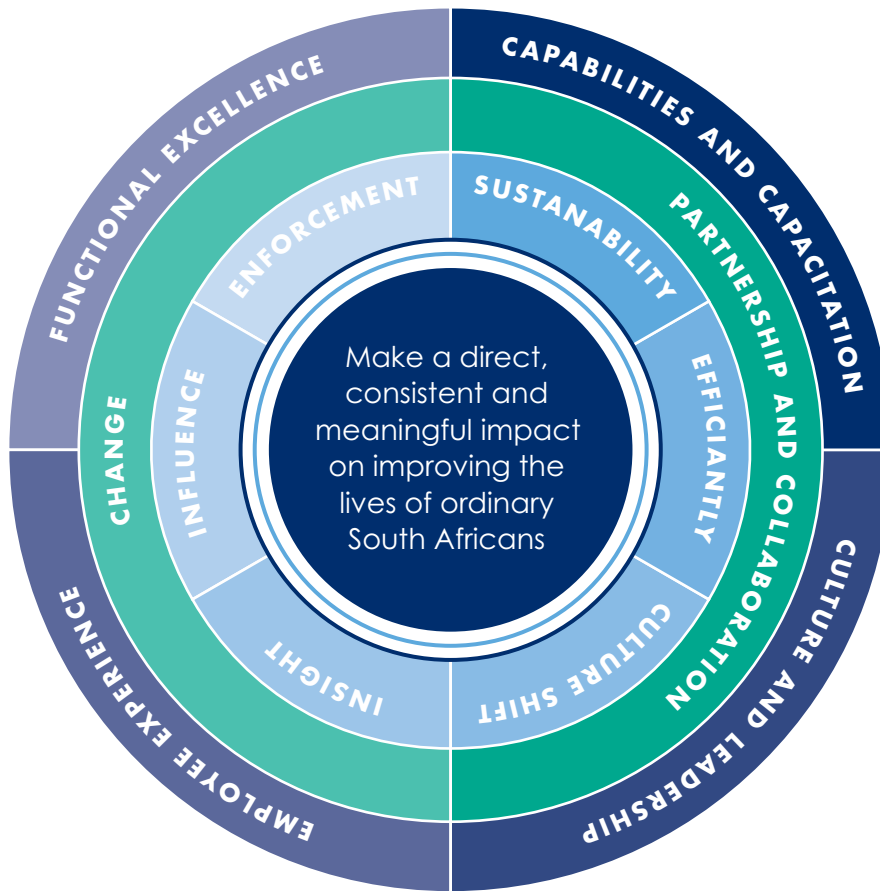 FUNCTIONAL EXCELLENCE
CAPABILITIES AND CAPACITATION
CULTURE AND LEADERSHIP
EMPLOYEE EXPERIENCE
CHANGE
PARTNERSHIP AND COLLABORATION
ENFORCEMENT
SUSTANABILITY
EFFICIANTLY
CULTURE SHIFT
INSIGHT
INFLUENCE
Make a direct,
consistent and
meaningful impact
on improving the
lives of ordinary
South Africans